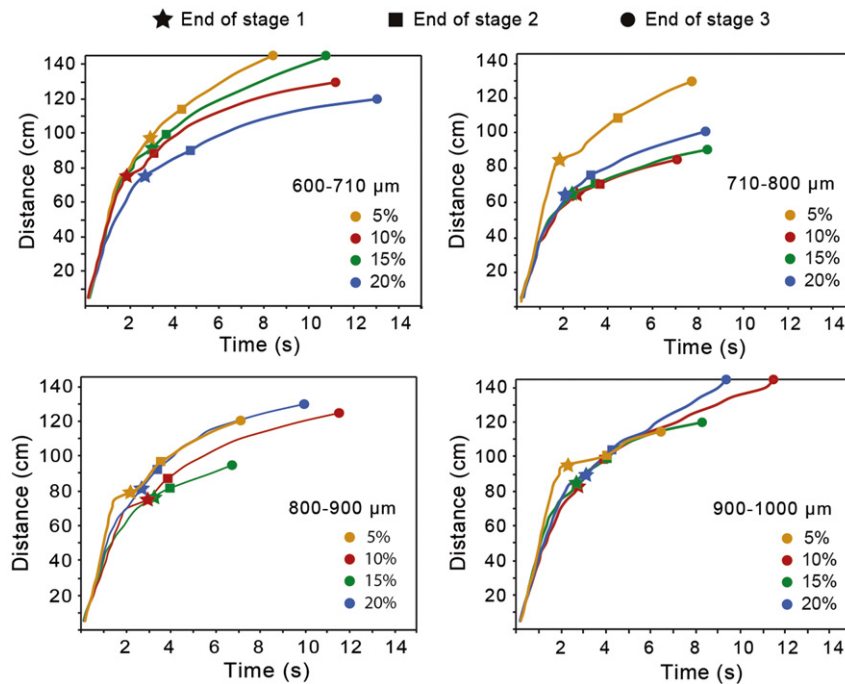 End of stage 1 End of stage 2 End of stage 3
140
120
100
80
60
40
20
Distance (cm)
600-710 µm
5%
10%
15%
20%
2 4 6 8 10 12 14
Time (s)
140
120
100
80
60
40
20
Distance (cm)
710-800 µm
5%
10%
15%
20%
2 4 6 8 10 12 14
Time (s)
140
120
100
80
60
40
20
Distance (cm)
800-900 µm
5%
10%
15%
20%
2 4 6 8 10 12 14
Time (s)
140
120
100
80
60
40
20
Distance (cm)
900-1000 µm
5%
10%
15%
20%
2 4 6 8 10 12 14
Time (s)